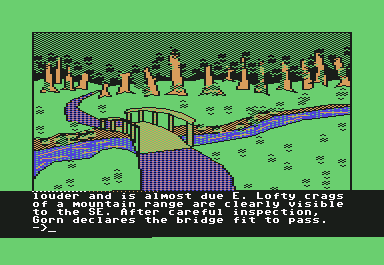 louder and is almost due E. Lofty crags
of a mountain range are clearly visible
to the SE. After careful inspection,
Gorn declares the bridge fit to pass.
->_